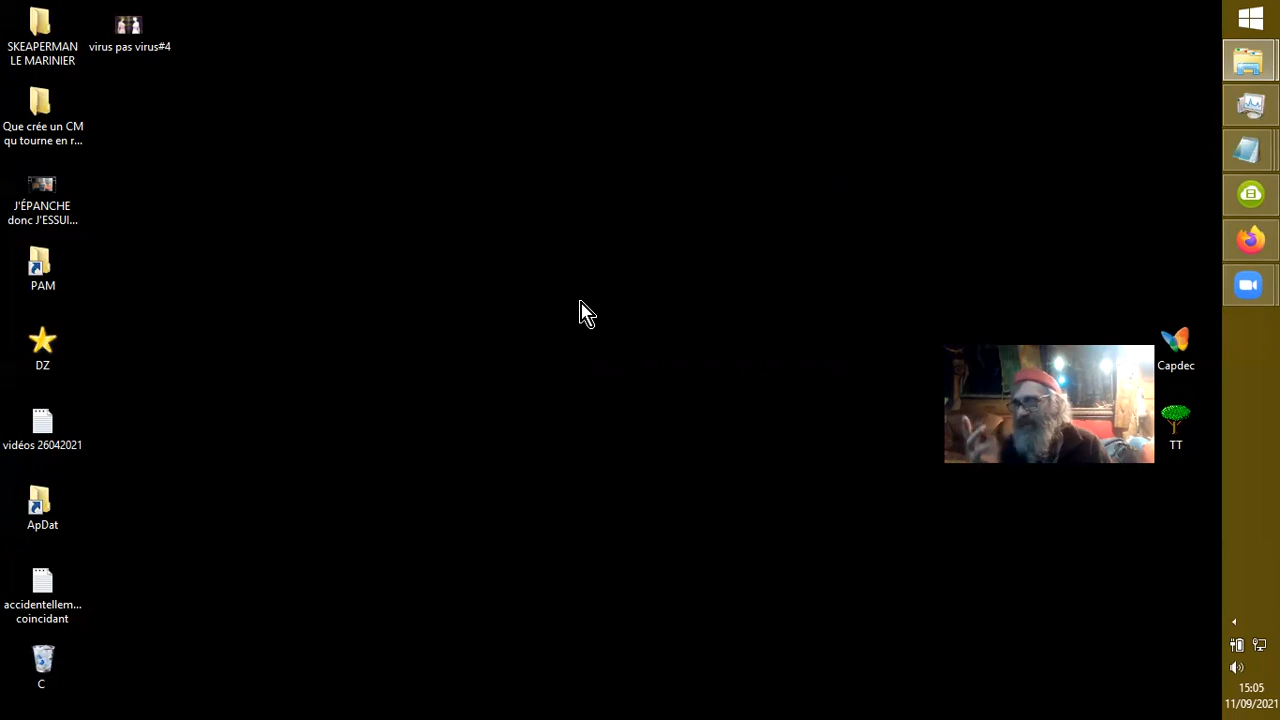 SKEAPERMAN
LE MARINIER
virus pas virus#4
Que crée un CM
qu tourne en r...
J'ÉPANCHE
donc J'ESSUI...
PAM
DZ
vidéos 26042021
ApDat
accidentellem...
coincidant
C
Capdec
TT
15:05
11/09/2021